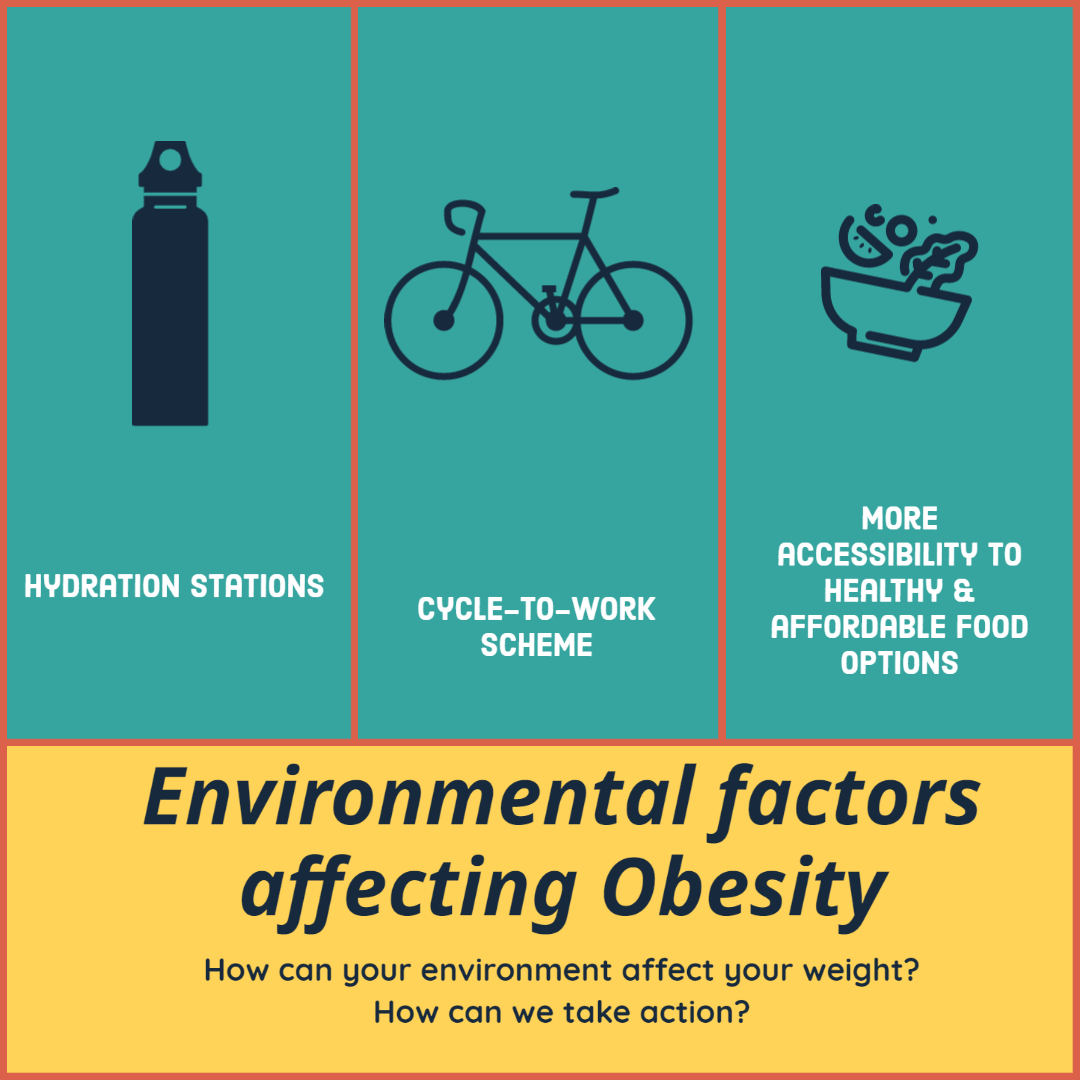 HYDRATION STATIONS
CYCLE-TO-WORK
SCHEME
MORE
ACCESSIBILITY TO
HEALTHY &
AFFORDABLE FOOD
OPTIONS
Environmental factors
affecting Obesity
How can your environment affect your weight?
How can we take action?